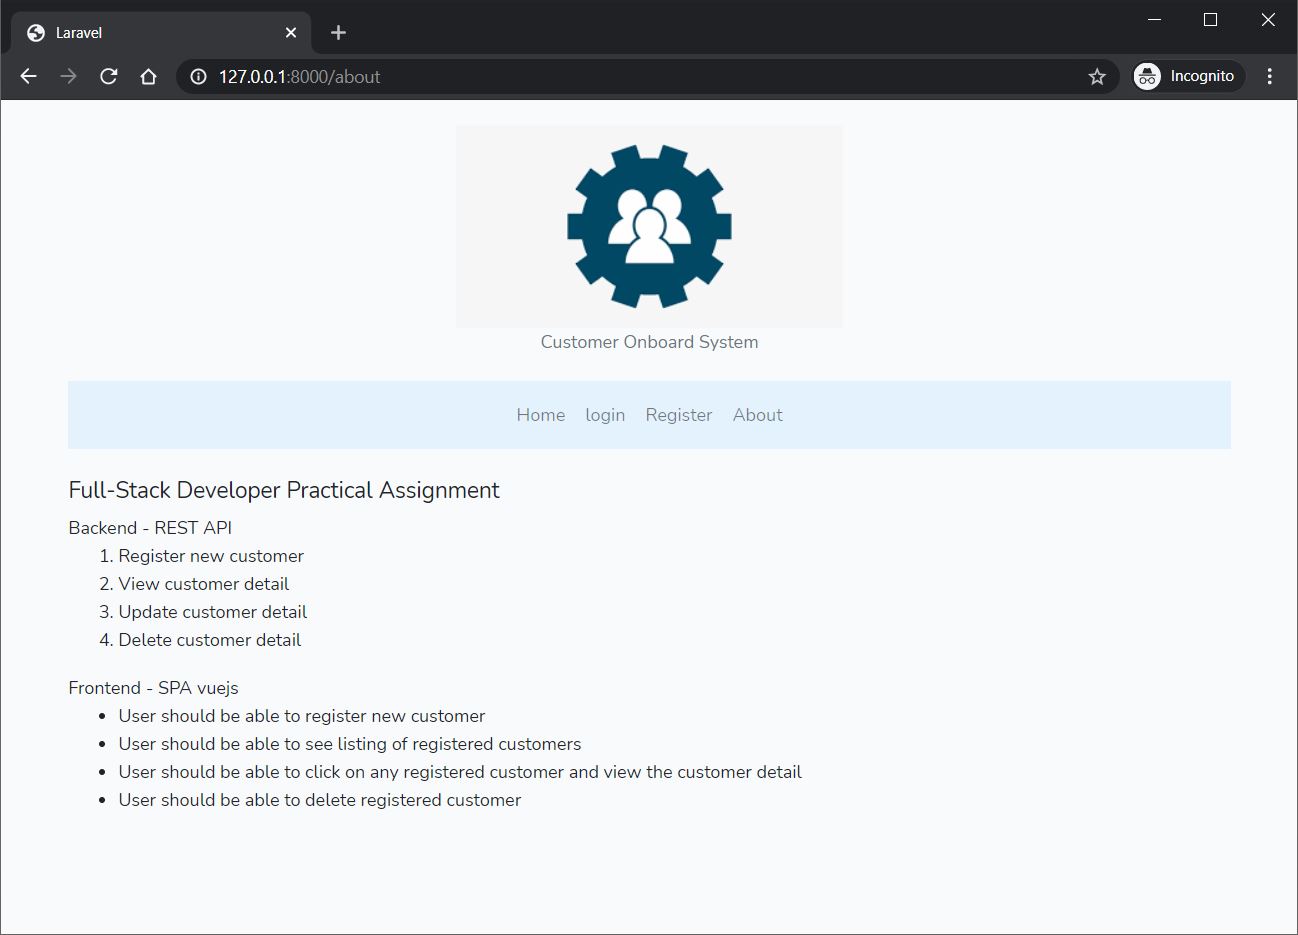 Laravel
127.0.0.1:8000/about
Incognito
Customer Onboard System
Home login Register About
Full-Stack Developer Practical Assignment
Backend - REST API
1. Register new customer
2. View customer detail
3. Update customer detail
4. Delete customer detail
Frontend - SPA vuejs
• User should be able to register new customer
• User should be able to see listing of registered customers
• User should be able to click on any registered customer and view the customer detail
• User should be able to delete registered customer